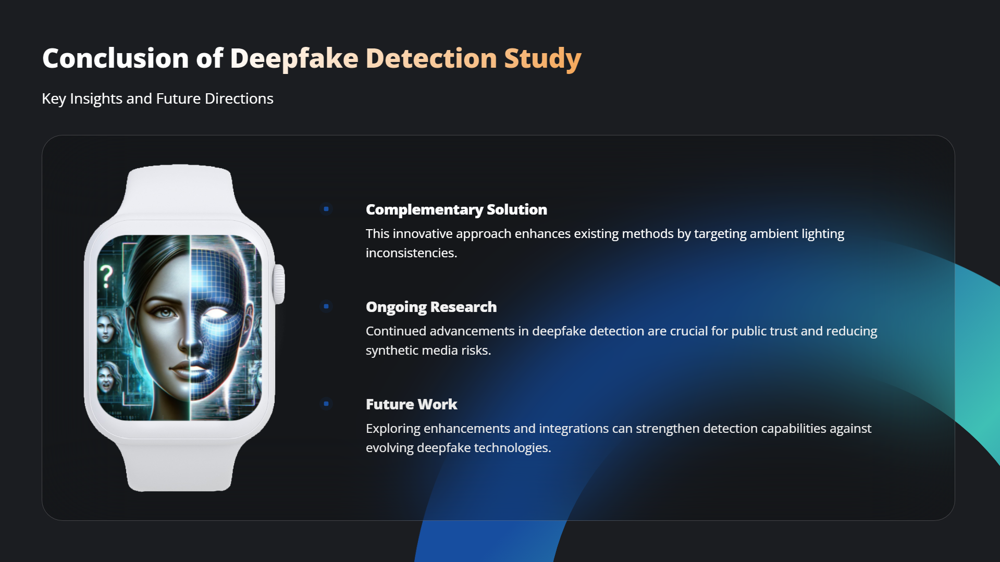 Conclusion of Deepfake Detection Study
Key Insights and Future Directions
?
Complementary Solution
This innovative approach enhances existing methods by targeting ambient lighting
inconsistencies.
Ongoing Research
Continued advancements in deepfake detection are crucial for public trust and reducing
synthetic media risks.
Future Work
Exploring enhancements and integrations can strengthen detection capabilities against
evolving deepfake technologies.